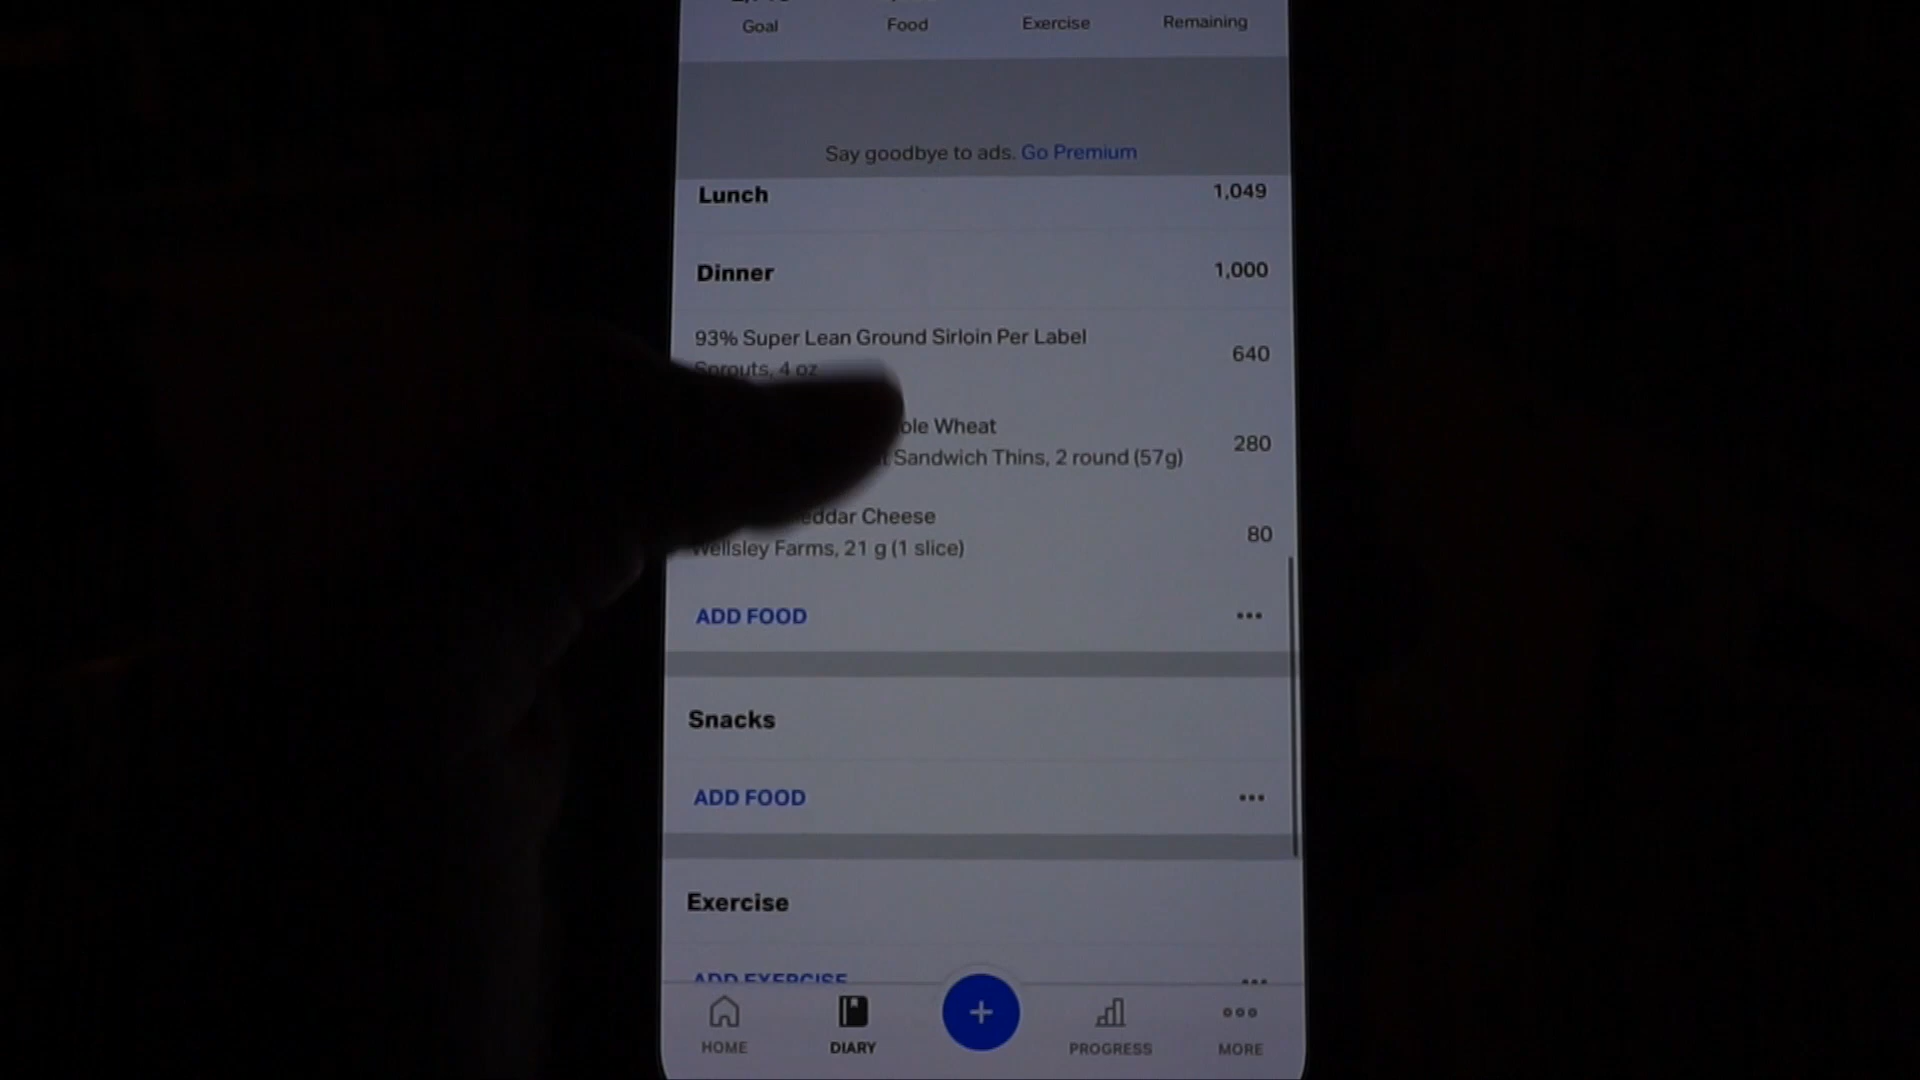 Goal Food Exercise Remaining
Say goodbye to ads. Go Premium
Lunch 1,049
Dinner 1,000
93% Super Lean Ground Sirloin Per Label
640
Sprouts, 4 oz
Wheat
280
Sandwich Thins, 2 round (57g)
Cheese
80
Wellsley Farms, 21 g (1 slice)
ADD FOOD
Snacks
ADD FOOD
Exercise
ADD EXERCISE
HOME DIARY + PROGRESS MORE